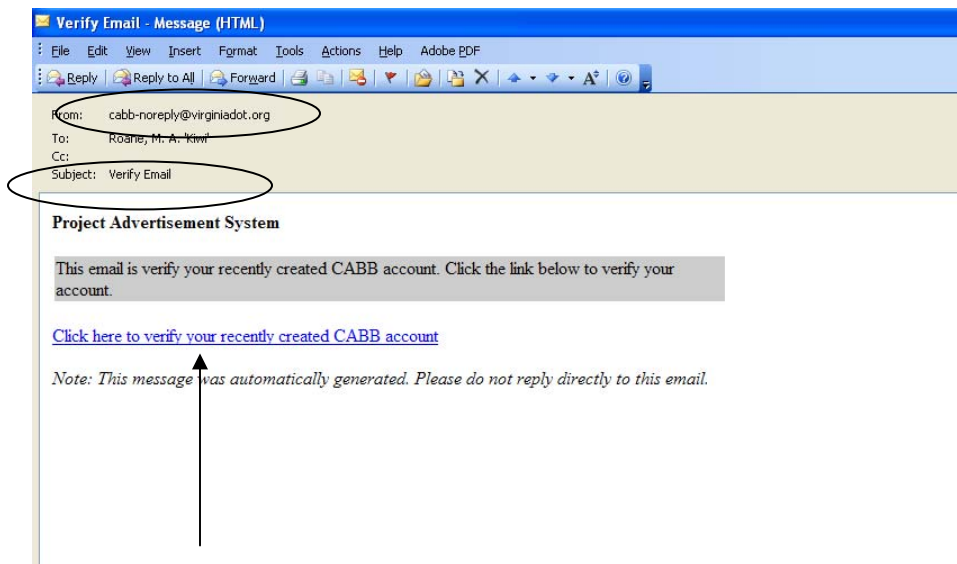 Verify Email - Message (HTML)
File Edit View Insert Format Tools Actions Help Adobe PDF
Reply Reply to All Forward
From: cabb-noreply@virginiadot.org
To: Roane, M. A. 'Kiwi'
Cc:
Subject: Verify Email
Project Advertisement System
This email is verify your recently created CABB account. Click the link below to verify your
account.
Click here to verify your recently created CABB account
Note: This message was automatically generated. Please do not reply directly to this email.